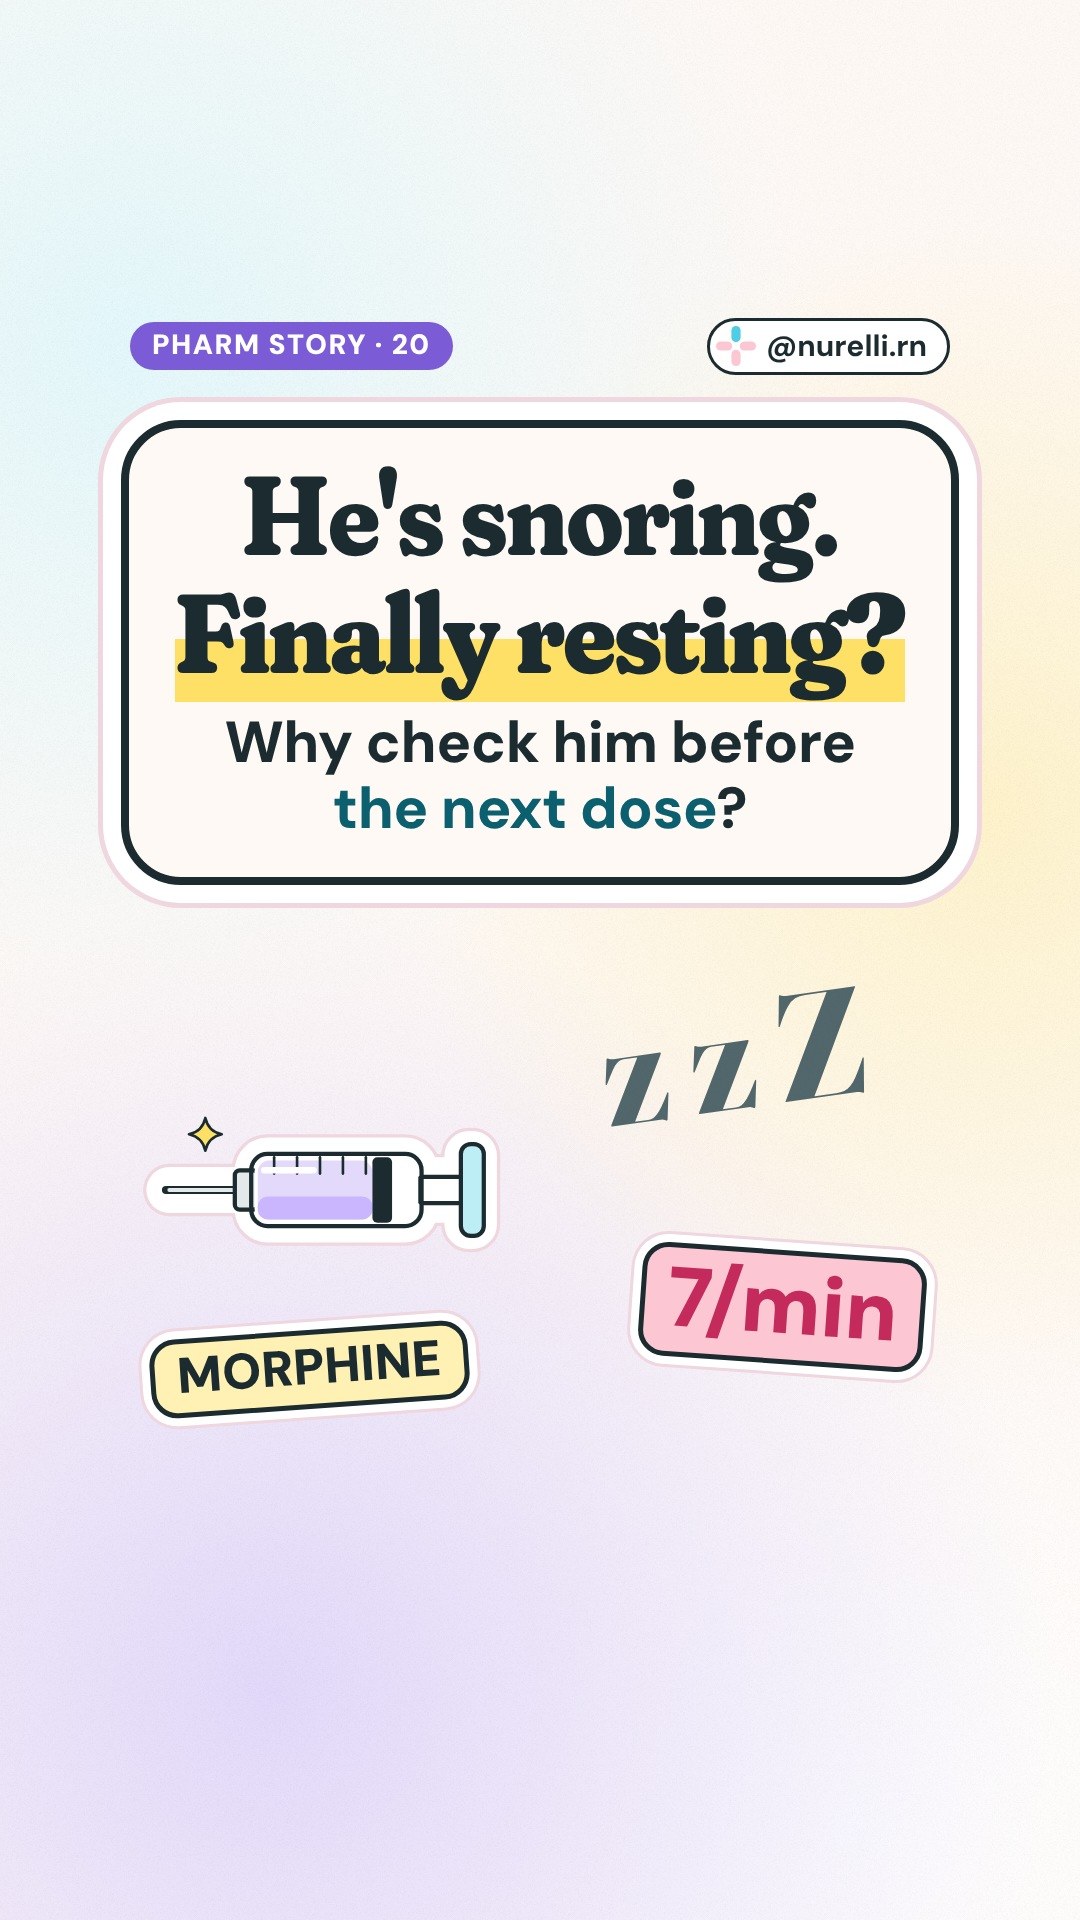 PHARM STORY · 20
@nurelli.rn
He's snoring.
Finally resting?
Why check him before
the next dose?
z z Z
7/min
MORPHINE